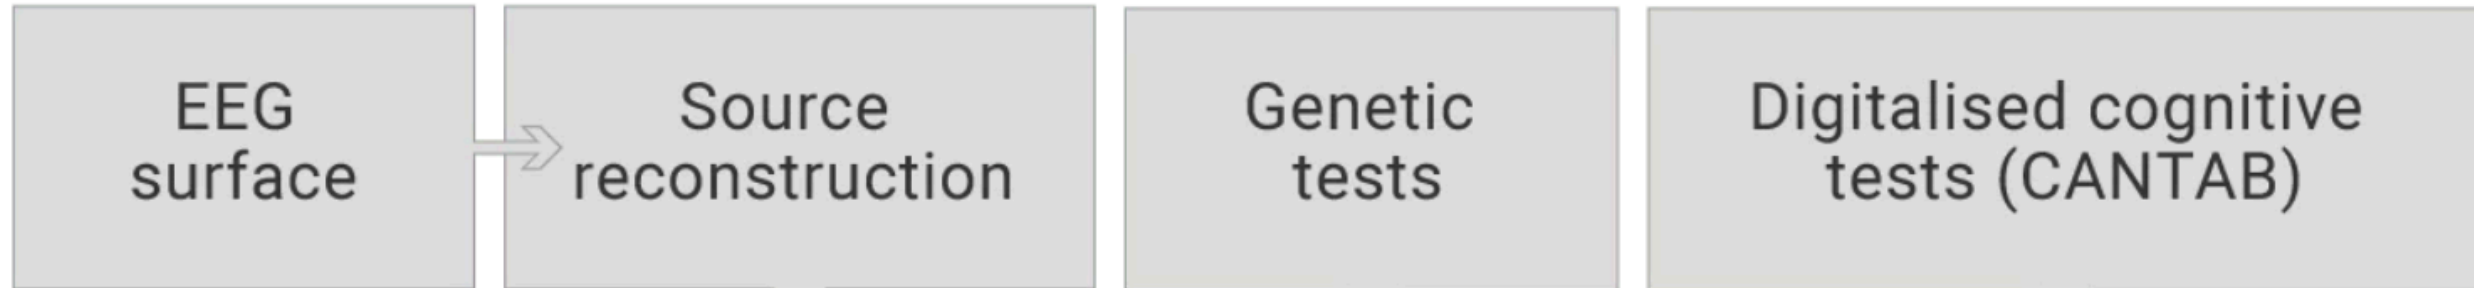 EEG
surface
Source
reconstruction
Genetic
tests
Digitalised cognitive
tests (CANTAB)